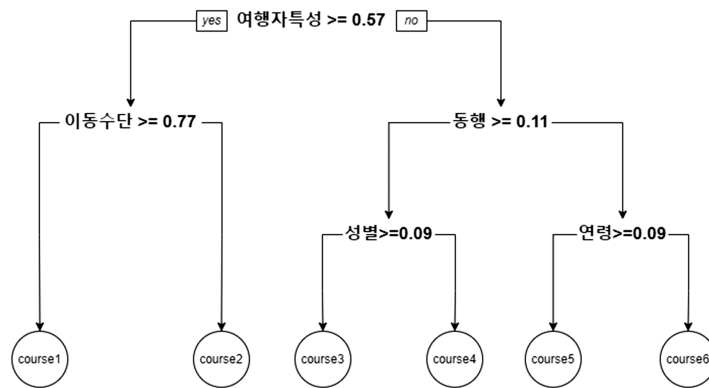 yes 여행자특성 >= 0.57 no
이동수단 >= 0.77 동행 >= 0.11
성별>=0.09 연령>=0.09
course1 course2 course3 course4 course5 course6